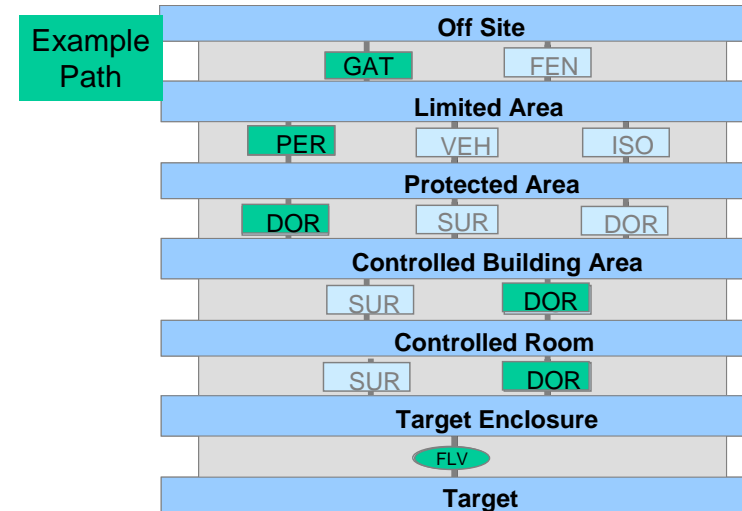 Example
Path
Off Site
GAT FEN
Limited Area
PER VEH ISO
Protected Area
DOR SUR DOR
Controlled Building Area
SUR DOR
Controlled Room
SUR DOR
Target Enclosure
FLV
Target